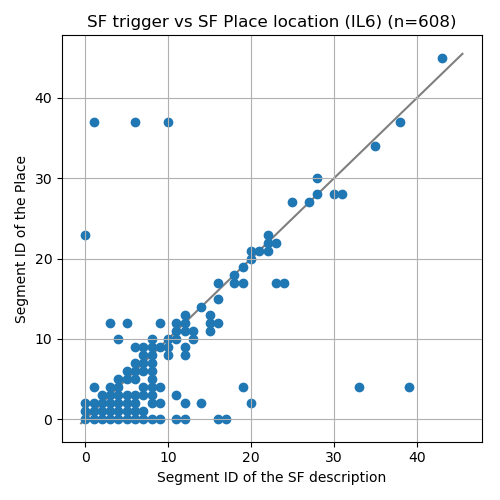 SF trigger vs SF Place location (IL6) (n=608)
Segment ID of the Place
40
30
20
10
0
0 10 20 30 40
Segment ID of the SF description